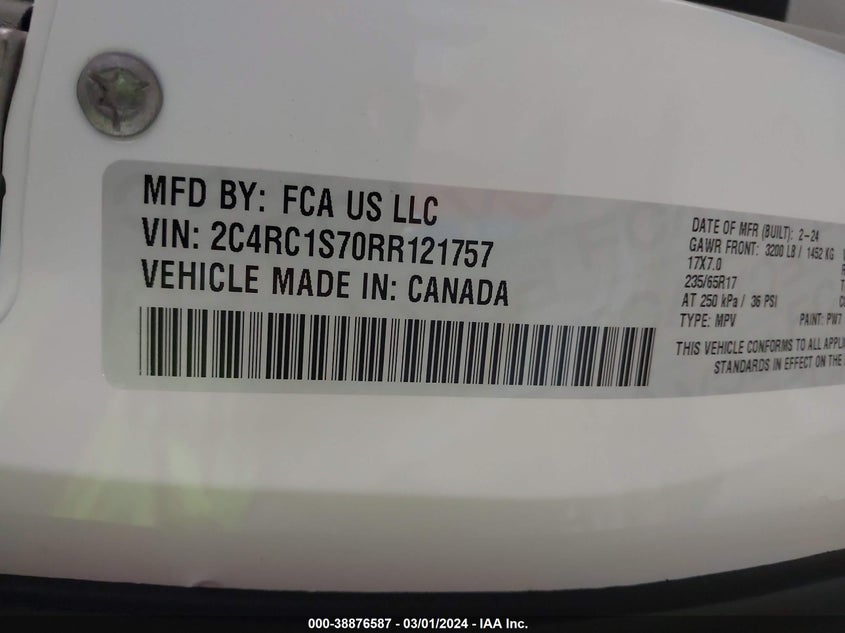 MFD BY: FCA US LLC
VIN: 2C4RC1S70RR121757
VEHICLE MADE IN: CANADA
DATE OF MFR (BUILT): 2-24
GAWR FRONT: 3200 LB / 1452 KG
17X7.0
235/65R17
AT 250 kPa / 36 PSI
TYPE: MPV PAINT: PW7
THIS VEHICLE CONFORMS TO ALL
STANDARDS IN EFFECT ON THE
000-38876587 — 03/01/2024 — IAA Inc.